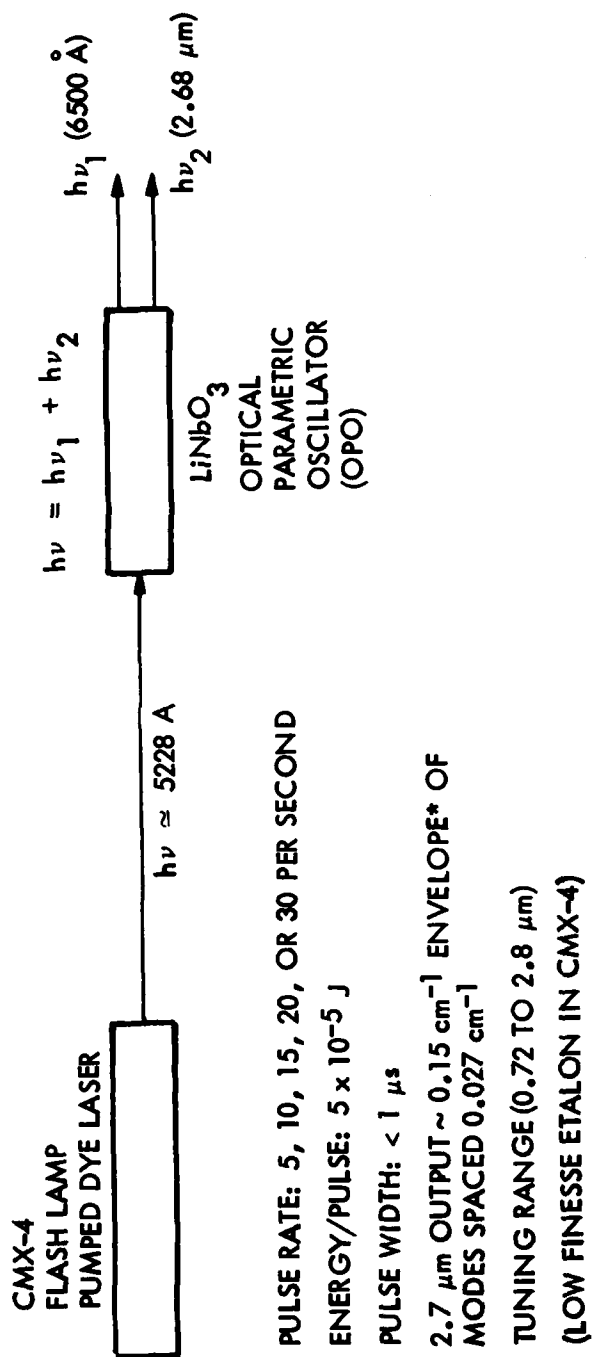 CMX-4
FLASH LAMP
PUMPED DYE LASER
hν ≃ 5228 A
hν = hν₁ + hν₂
LiNbO₃
OPTICAL
PARAMETRIC
OSCILLATOR
(OPO)
hν₁ (6500 Å)
hν₂ (2.68 μm)
PULSE RATE: 5, 10, 15, 20, OR 30 PER SECOND
ENERGY/PULSE: 5 x 10⁻⁵ J
PULSE WIDTH: < 1 μs
2.7 μm OUTPUT ~ 0.15 cm⁻¹ ENVELOPE* OF
MODES SPACED 0.027 cm⁻¹
TUNING RANGE (0.72 TO 2.8 μm)
(LOW FINESSE ETALON IN CMX-4)